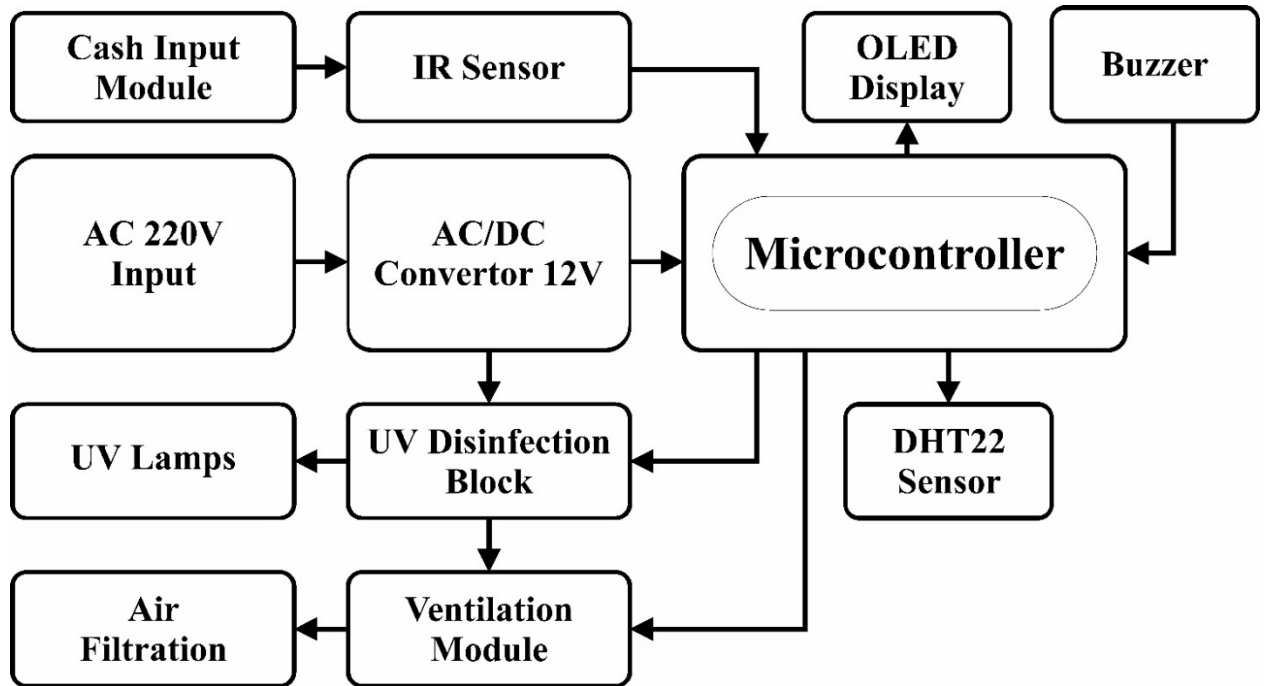 Cash Input
Module
IR Sensor
OLED
Display
Buzzer
AC 220V
Input
AC/DC
Convertor 12V
Microcontroller
UV Lamps
UV Disinfection
Block
DHT22
Sensor
Air
Filtration
Ventilation
Module